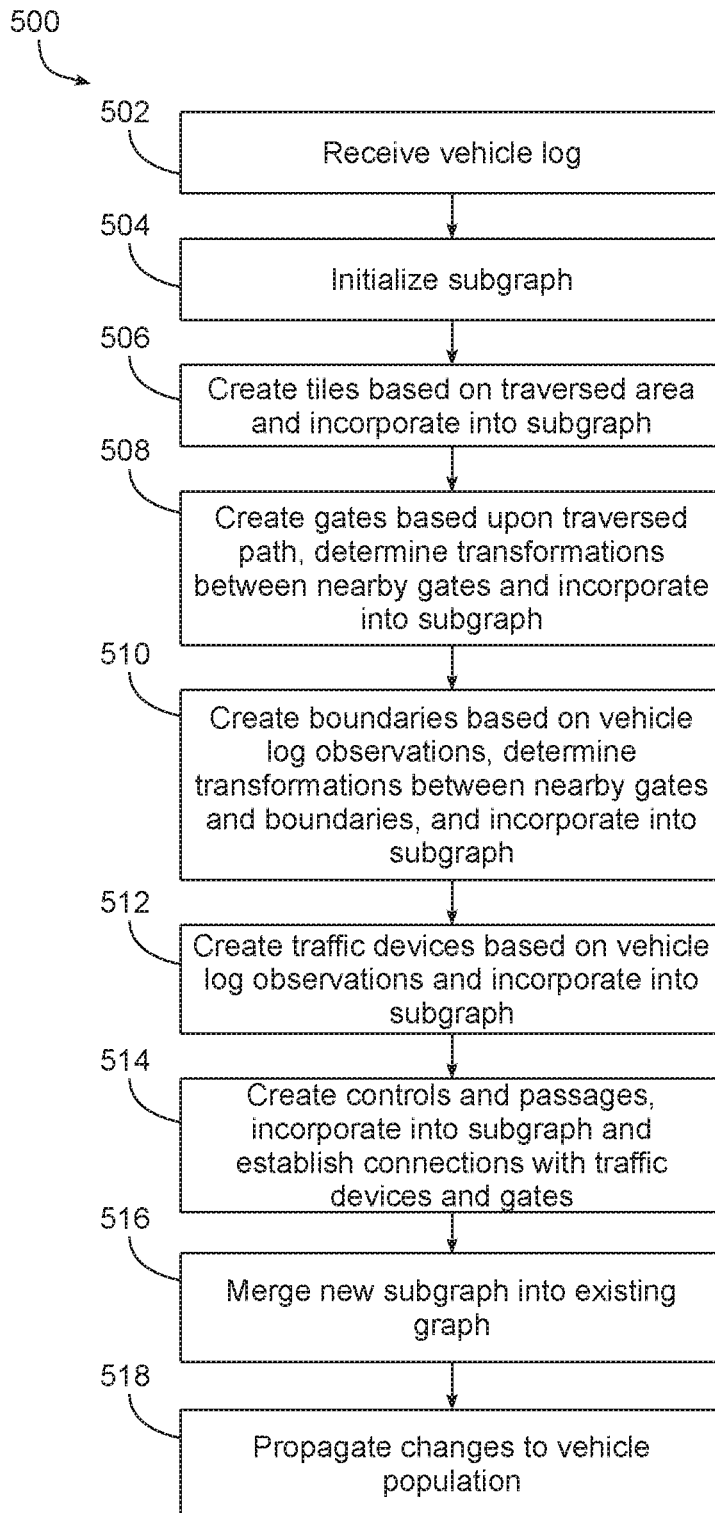 500
502
Receive vehicle log
504
Initialize subgraph
506
Create tiles based on traversed area
and incorporate into subgraph
508
Create gates based upon traversed
path, determine transformations
between nearby gates and incorporate
into subgraph
510
Create boundaries based on vehicle
log observations, determine
transformations between nearby gates
and boundaries, and incorporate into
subgraph
512
Create traffic devices based on vehicle
log observations and incorporate into
subgraph
514
Create controls and passages,
incorporate into subgraph and
establish connections with traffic
devices and gates
516
Merge new subgraph into existing
graph
518
Propagate changes to vehicle
population